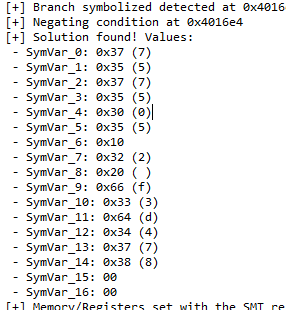 [+] Branch symbolized detected at 0x4016
[+] Negating condition at 0x4016e4
[+] Solution found! Values:
- SymVar_0: 0x37 (7)
- SymVar_1: 0x35 (5)
- SymVar_2: 0x37 (7)
- SymVar_3: 0x35 (5)
- SymVar_4: 0x30 (0)
- SymVar_5: 0x35 (5)
- SymVar_6: 0x10
- SymVar_7: 0x32 (2)
- SymVar_8: 0x20 ( )
- SymVar_9: 0x66 (f)
- SymVar_10: 0x33 (3)
- SymVar_11: 0x64 (d)
- SymVar_12: 0x34 (4)
- SymVar_13: 0x37 (7)
- SymVar_14: 0x38 (8)
- SymVar_15: 00
- SymVar_16: 00
[+] Memory/Registers set with the SMT re